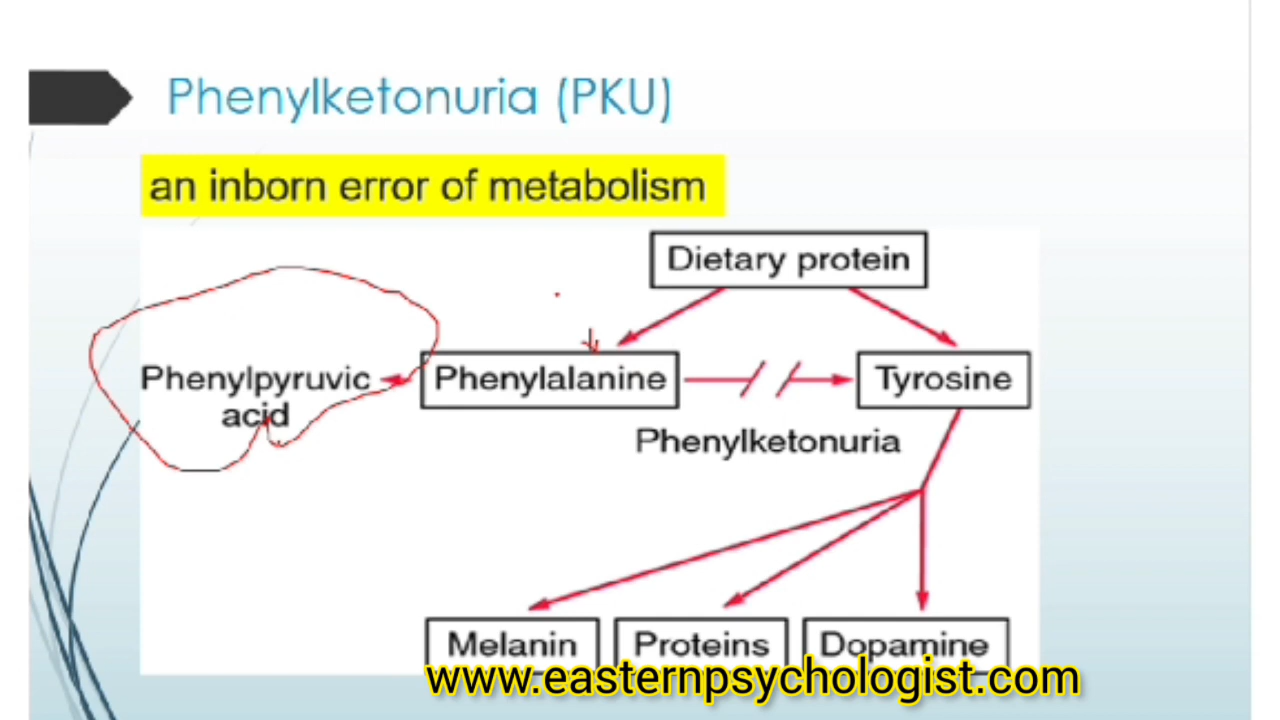 Phenylketonuria (PKU)
an inborn error of metabolism
Dietary protein
Phenylpyruvic
acid
Phenylalanine
Tyrosine
Phenylketonuria
Melanin
Proteins
Dopamine
www.easternpsychologist.com